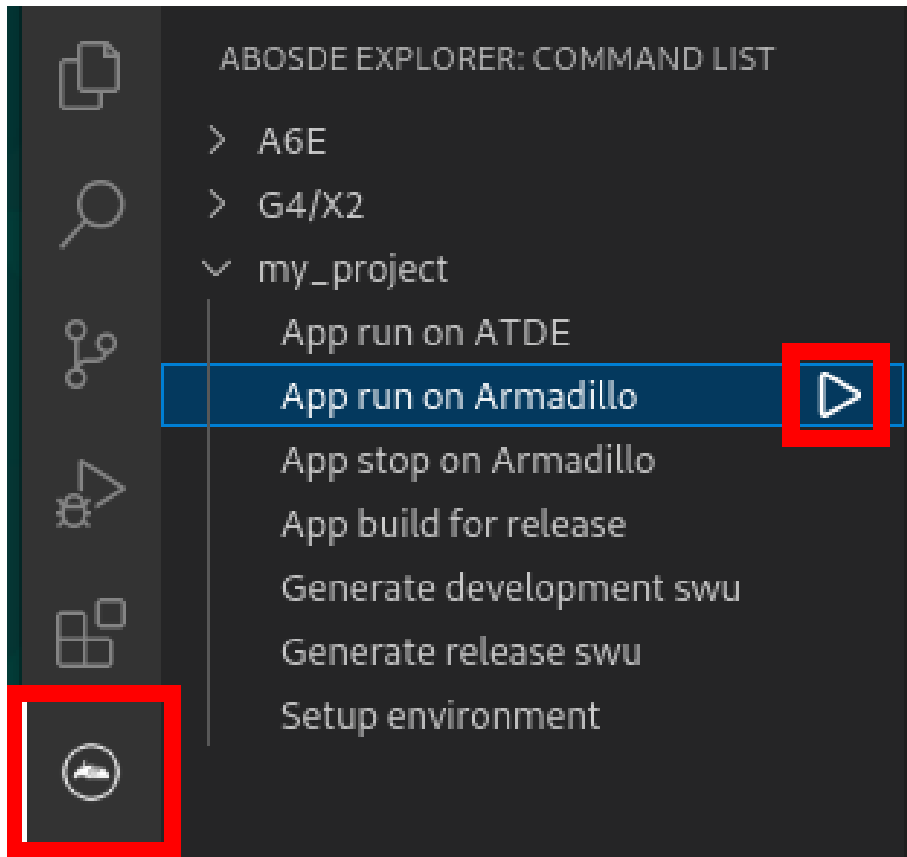 ABOSDE EXPLORER: COMMAND LIST
A6E
G4/X2
my_project
App run on ATDE
App run on Armadillo
App stop on Armadillo
App build for release
Generate development swu
Generate release swu
Setup environment